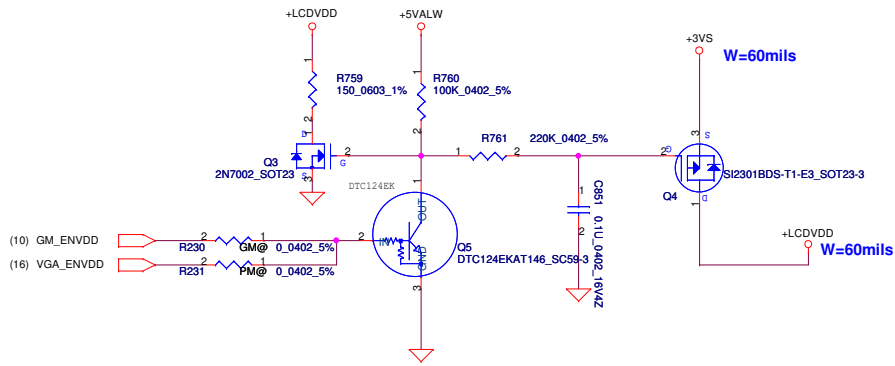 +LCDVDD
+5VALW
+3VS
W=60mils
1
R759
150_0603_1%
2
1
R760
100K_0402_5%
2
D
Q3
2N7002_SOT23
S
3
2
G
1
R761
2
220K_0402_5%
3
S
2
G
SI2301BDS-T1-E3_SOT23-3
Q4
D
1
DTC124EK
1
OUT
C851
0.1U_0402_16V4Z
1
2
(10) GM_ENVDD
2
1
R230
GM@
0_0402_5%
2
IN
GND
Q5
DTC124EKAT146_SC59-3
3
(16) VGA_ENVDD
2
1
R231
PM@
0_0402_5%
+LCDVDD
W=60mils